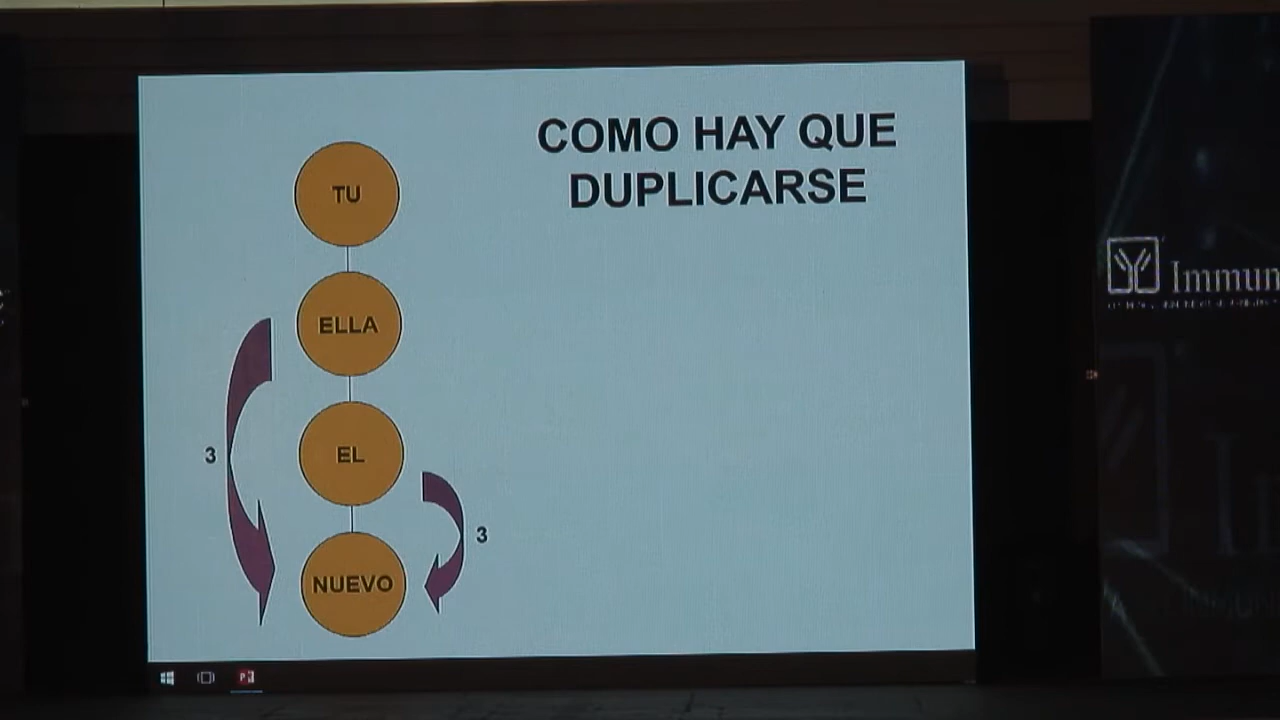 COMO HAY QUE
DUPLICARSE
TU
ELLA
EL
NUEVO
3
3
Immun